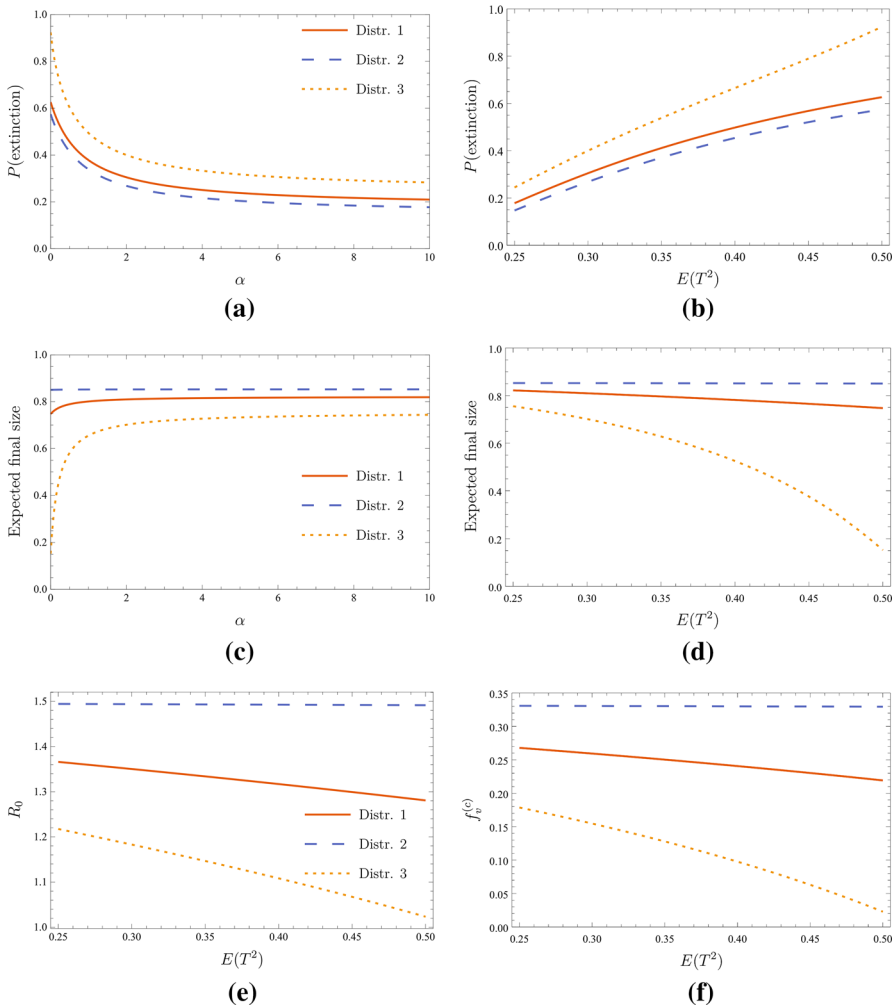 1.0
0.8
0.6
0.4
0.2
0.0
P(extinction)
Distr. 1
Distr. 2
Distr. 3
0 2 4 6 8 10
α
(a)
1.0
0.8
0.6
0.4
0.2
0.0
P(extinction)
0.25 0.30 0.35 0.40 0.45 0.50
E(T²)
(b)
1.0
0.8
0.6
0.4
0.8
0.0
Expected final size
Distr. 1
Distr. 2
Distr. 3
0 2 4 6 8 10
α
(c)
1.0
0.8
0.6
0.4
0.2
0.0
Expected final size
0.25 0.30 0.35 0.40 0.45 0.50
E(T²)
(d)
1.5
1.4
1.3
1.2
1.1
1.0
R₀
Distr. 1
Distr. 2
Distr. 3
0.25 0.30 0.35 0.40 0.45 0.50
E(T²)
(e)
0.35
0.30
0.25
0.20
0.15
0.10
0.05
0.00
f_v^(c)
0.25 0.30 0.35 0.40 0.45 0.50
E(T²)
(f)